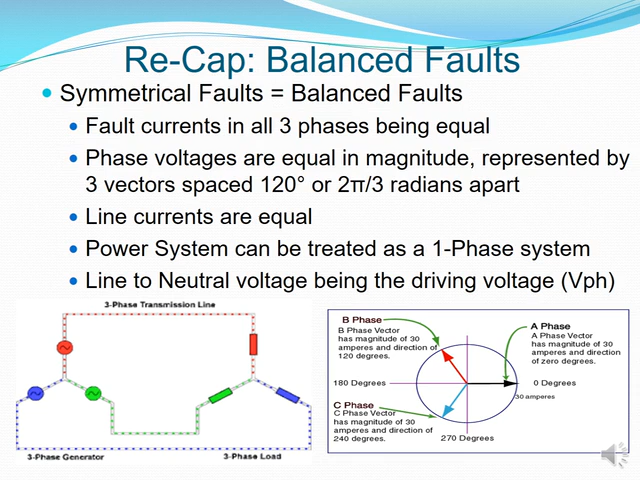 Re-Cap: Balanced Faults
Symmetrical Faults = Balanced Faults
Fault currents in all 3 phases being equal
Phase voltages are equal in magnitude, represented by
3 vectors spaced 120° or 2π/3 radians apart
Line currents are equal
Power System can be treated as a 1-Phase system
Line to Neutral voltage being the driving voltage (Vph)
3-Phase Transmission Line
3-Phase Generator
3-Phase Load
B Phase
B Phase Vector
has magnitude of 30
amperes and direction of
120 degrees.
A Phase
A Phase Vector
has magnitude of 30
amperes and direction
of zero degrees.
180 Degrees
0 Degrees
30 amperes
C Phase
C Phase Vector
has magnitude of 30
amperes and direction of
240 degrees.
270 Degrees